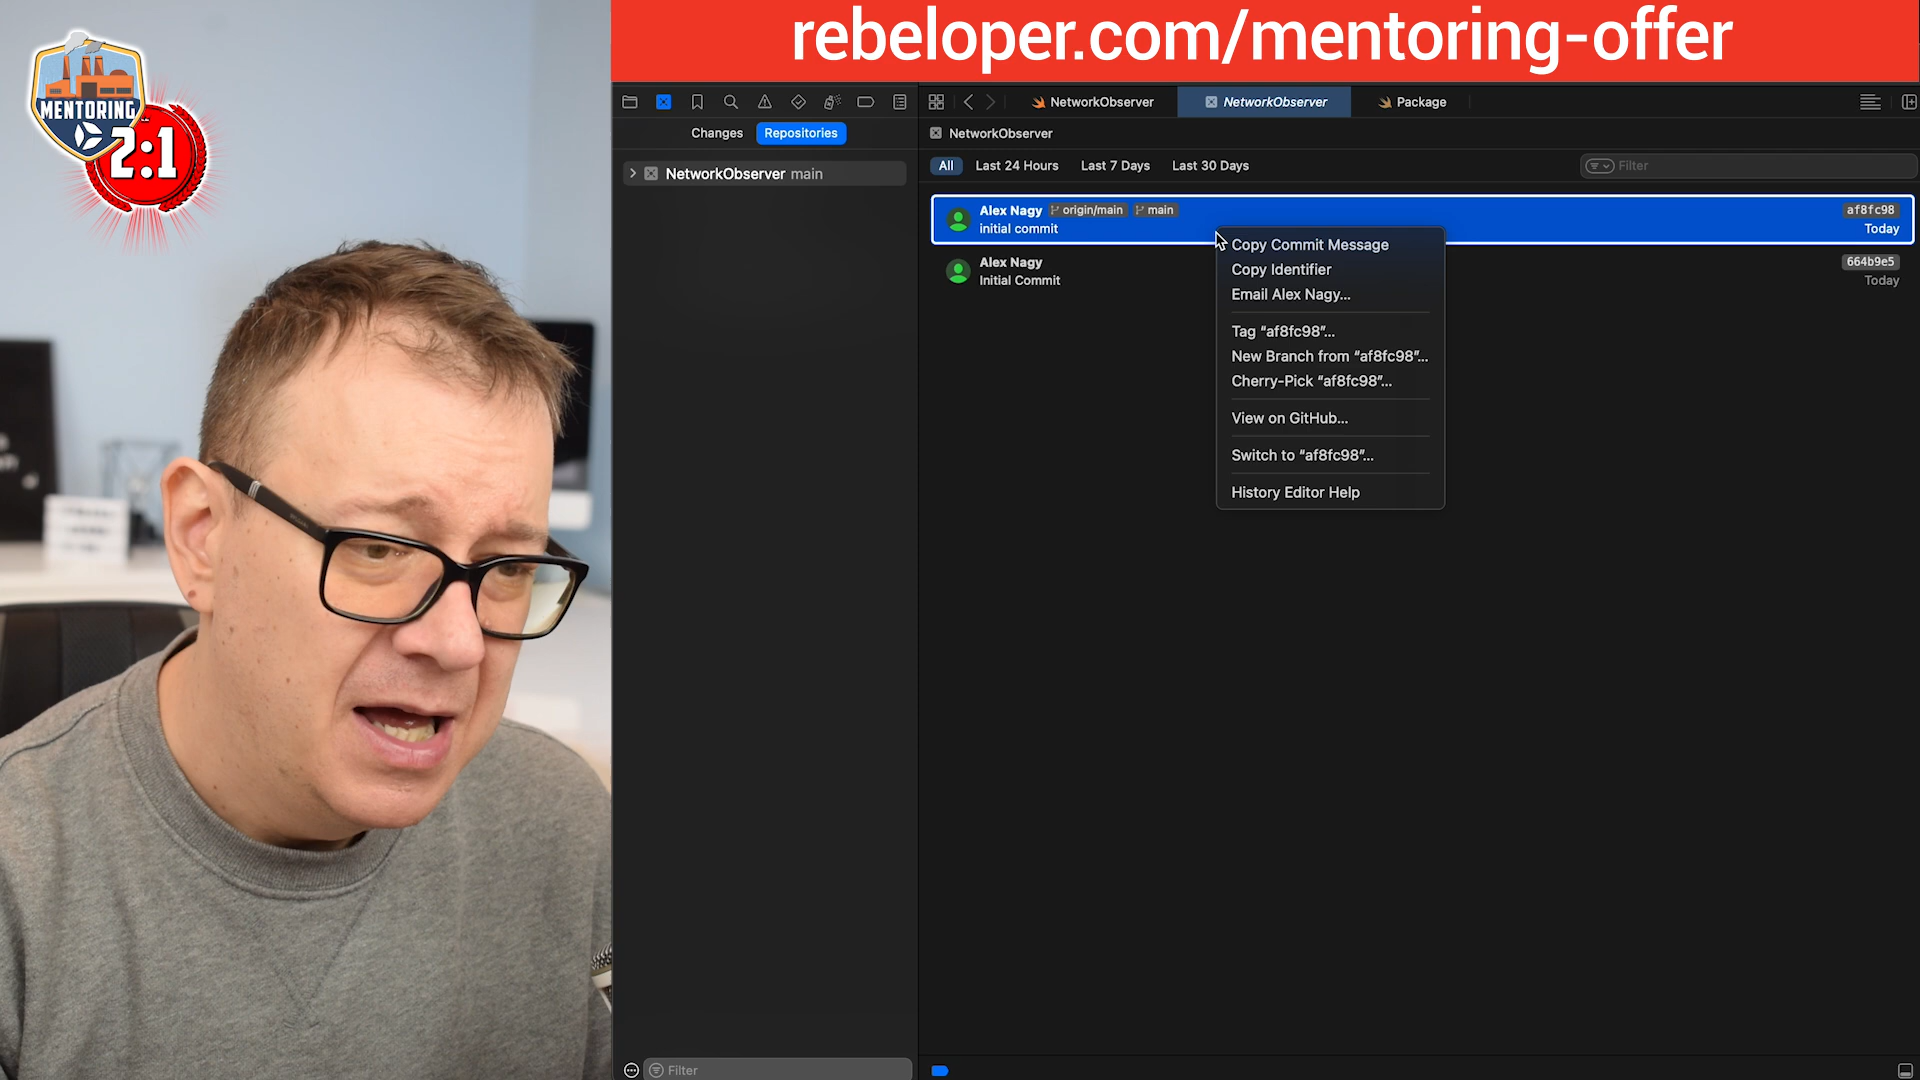 rebeloper.com/mentoring-offer
MENTORING
2:1
NetworkObserver
NetworkObserver
Package
Changes
Repositories
NetworkObserver
NetworkObserver main
All
Last 24 Hours
Last 7 Days
Last 30 Days
Filter
Alex Nagy origin/main main
af8fc98
initial commit
Today
Alex Nagy
664b9e5
Initial Commit
Today
Copy Commit Message
Copy Identifier
Email Alex Nagy...
Tag “af8fc98”...
New Branch from “af8fc98”...
Cherry-Pick “af8fc98”...
View on GitHub...
Switch to “af8fc98”...
History Editor Help
Filter